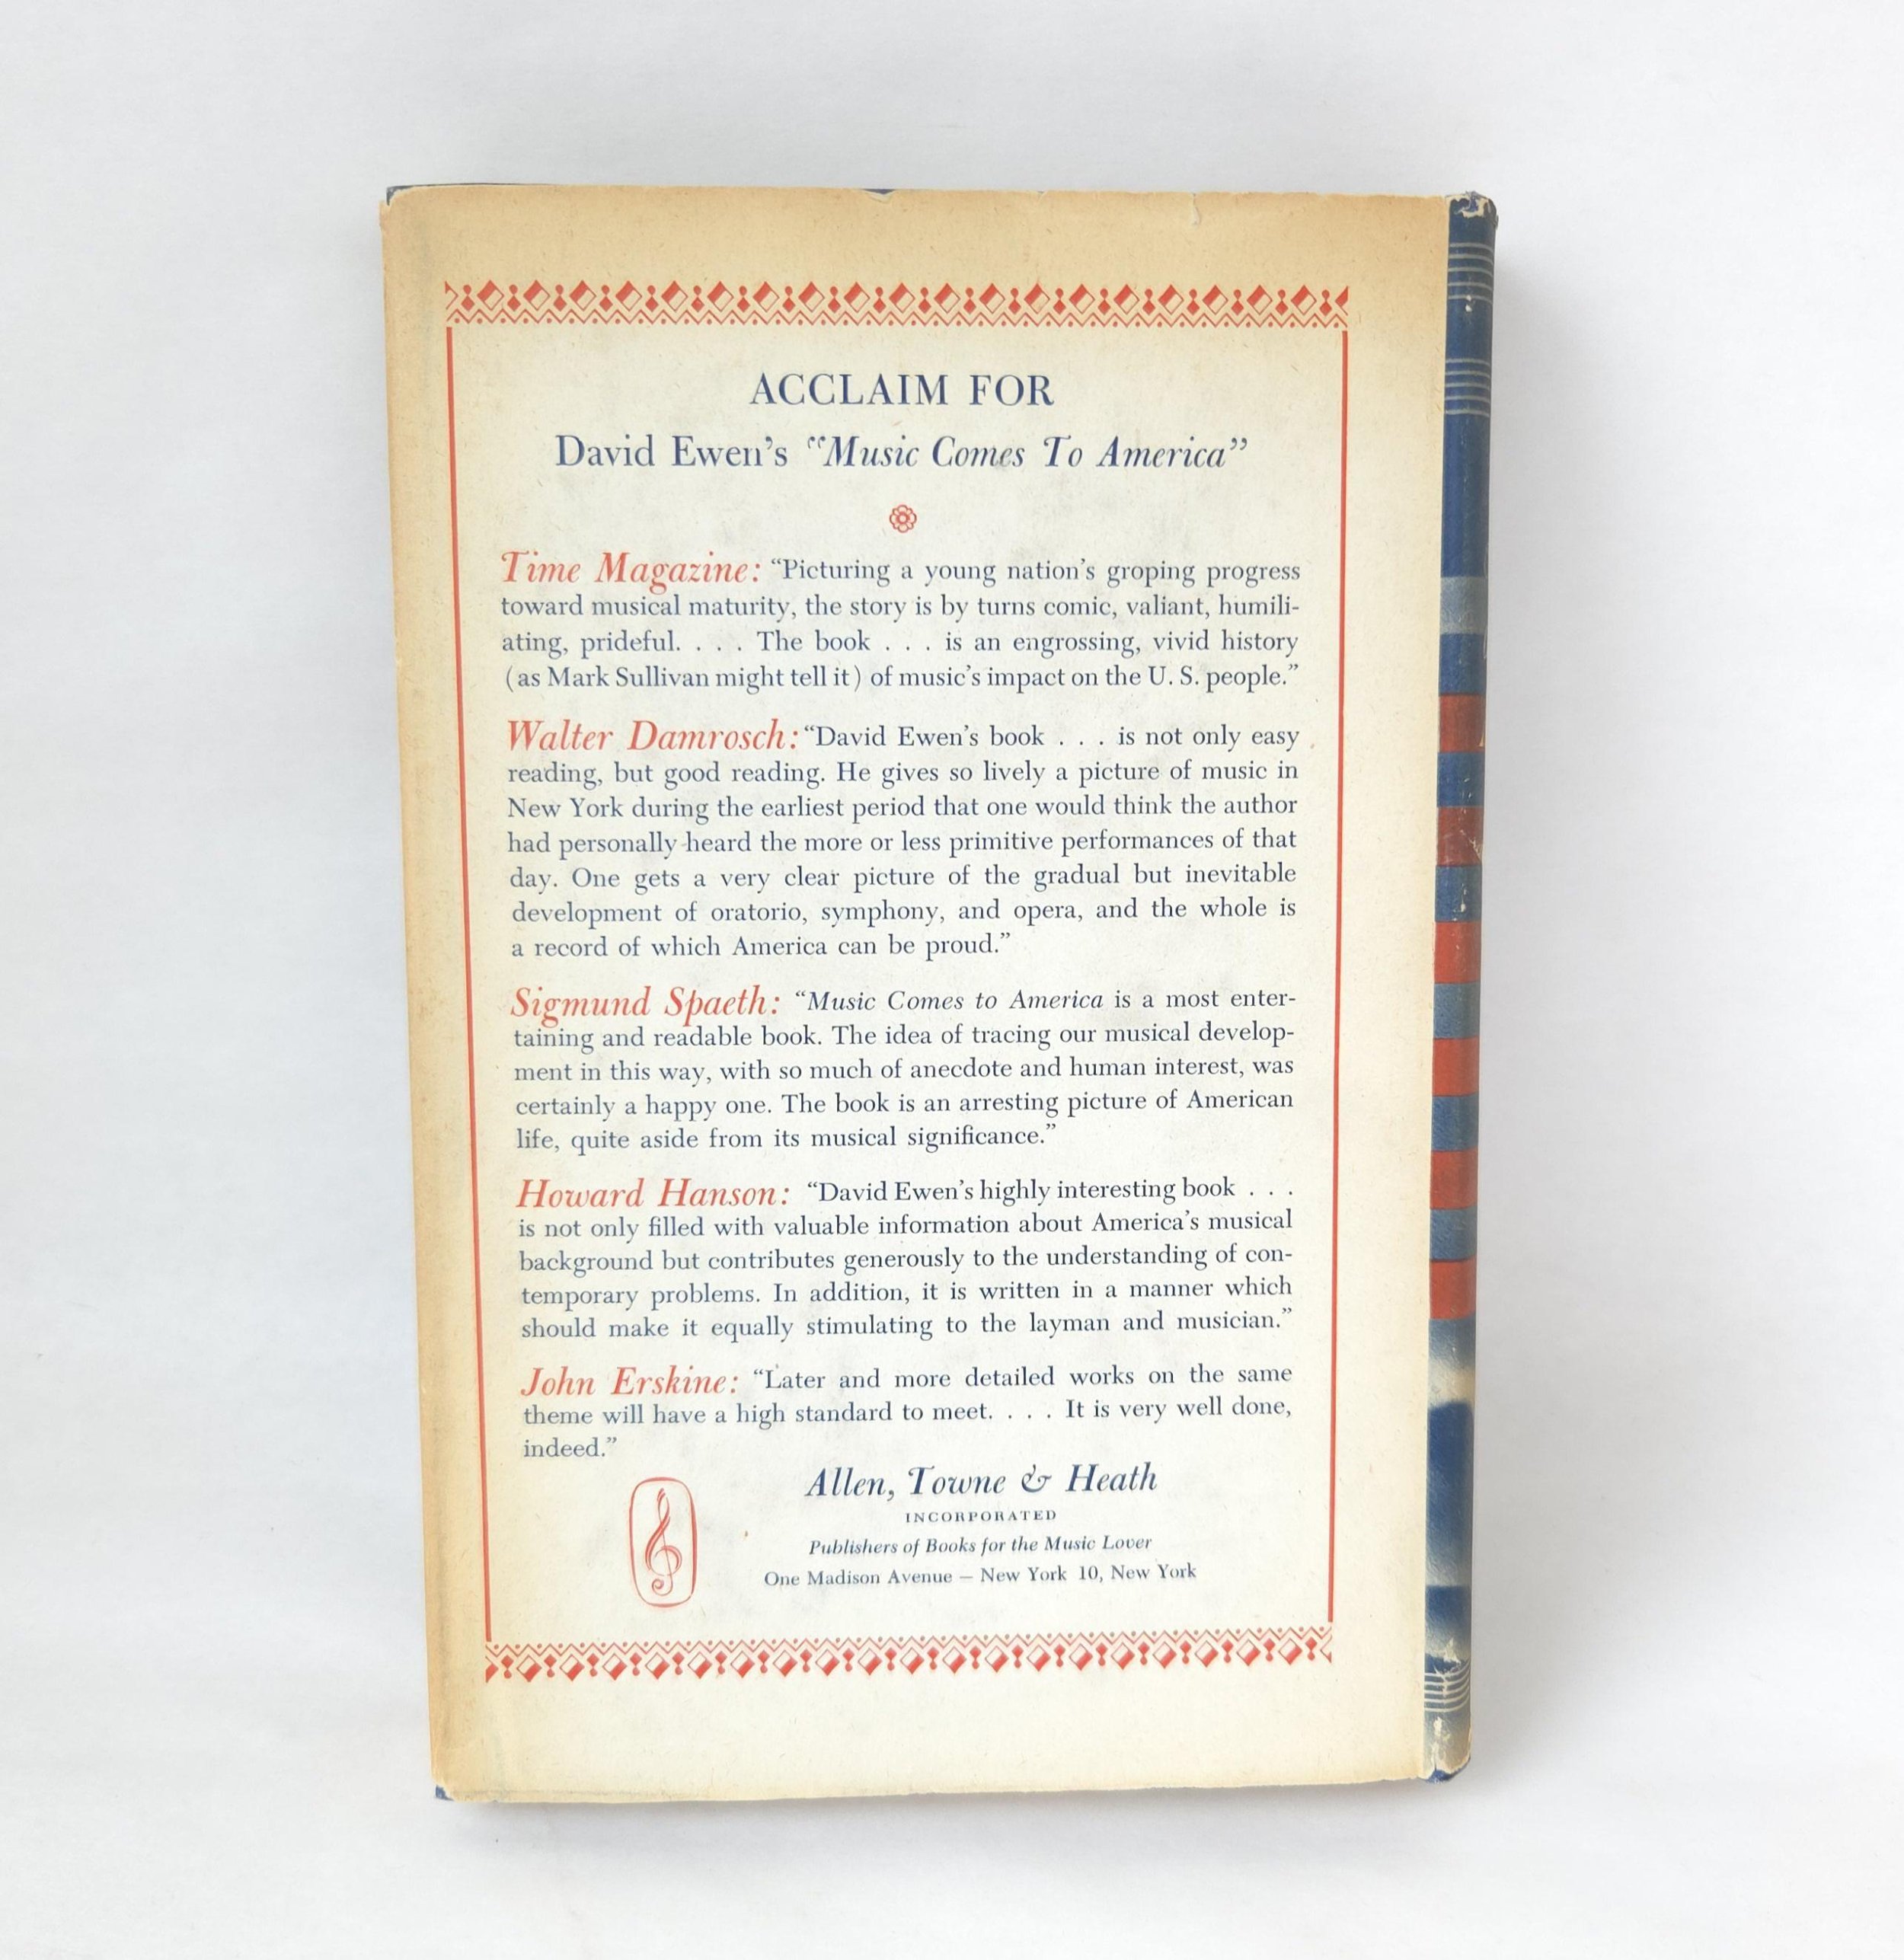 ACCLAIM FOR
David Ewen's "Music Comes To America"
Time Magazine: "Picturing a young nation's groping progress
toward musical maturity, the story is by turns comic, valiant, humili-
ating, prideful. . . . The book . . . is an engrossing, vivid history
(as Mark Sullivan might tell it) of music's impact on the U. S. people."
Walter Damrosch: "David Ewen's book . . . is not only easy
reading, but good reading. He gives so lively a picture of music in
New York during the earliest period that one would think the author
had personally heard the more or less primitive performances of that
day. One gets a very clear picture of the gradual but inevitable
development of oratorio, symphony, and opera, and the whole is
a record of which America can be proud."
Sigmund Spaeth: "Music Comes to America is a most enter-
taining and readable book. The idea of tracing our musical develop-
ment in this way, with so much of anecdote and human interest, was
certainly a happy one. The book is an arresting picture of American
life, quite aside from its musical significance."
Howard Hanson: "David Ewen's highly interesting book . . .
is not only filled with valuable information about America's musical
background but contributes generously to the understanding of con-
temporary problems. In addition, it is written in a manner which
should make it equally stimulating to the layman and musician."
John Erskine: "Later and more detailed works on the same
theme will have a high standard to meet. . . . It is very well done,
indeed."
Allen, Towne & Heath
INCORPORATED
Publishers of Books for the Music Lover
One Madison Avenue — New York 10, New York